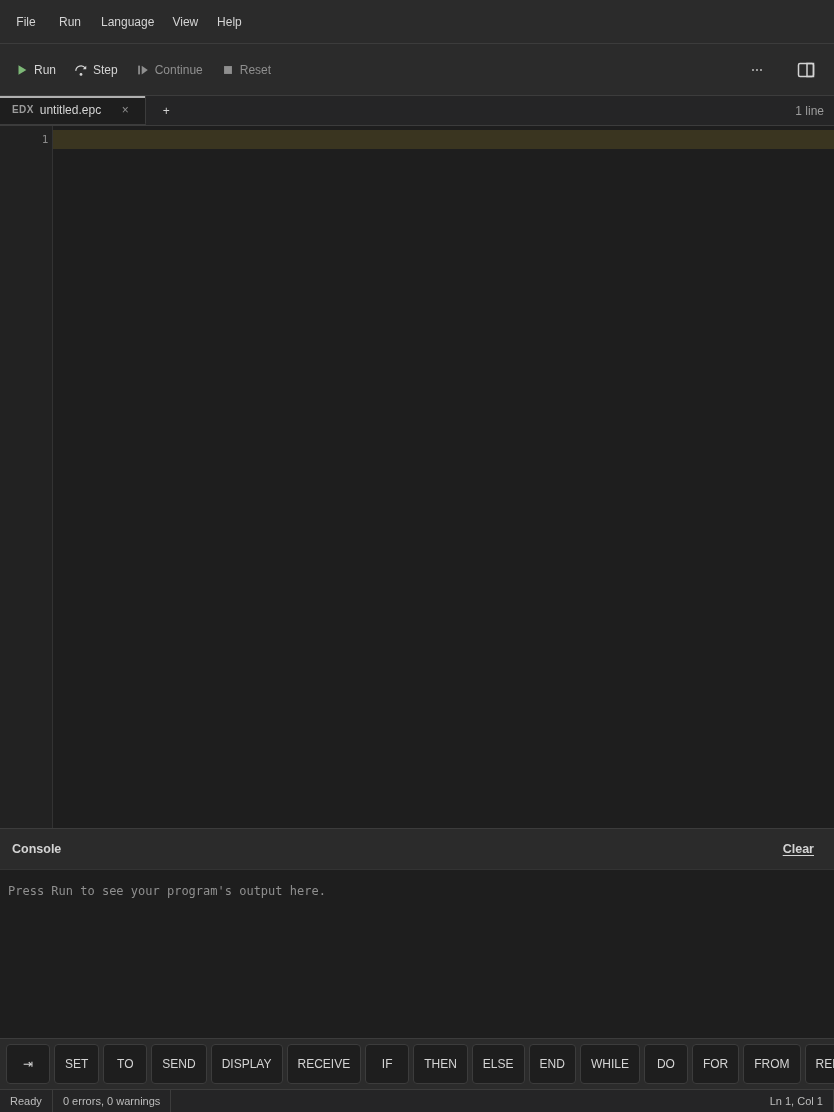 File Run Language View Help
Run Step Continue Reset ···
EDX untitled.epc × + 1 line
1
Console Clear
Press Run to see your program's output here.
⇥ SET TO SEND DISPLAY RECEIVE IF THEN ELSE END WHILE DO FOR FROM
Ready 0 errors, 0 warnings Ln 1, Col 1